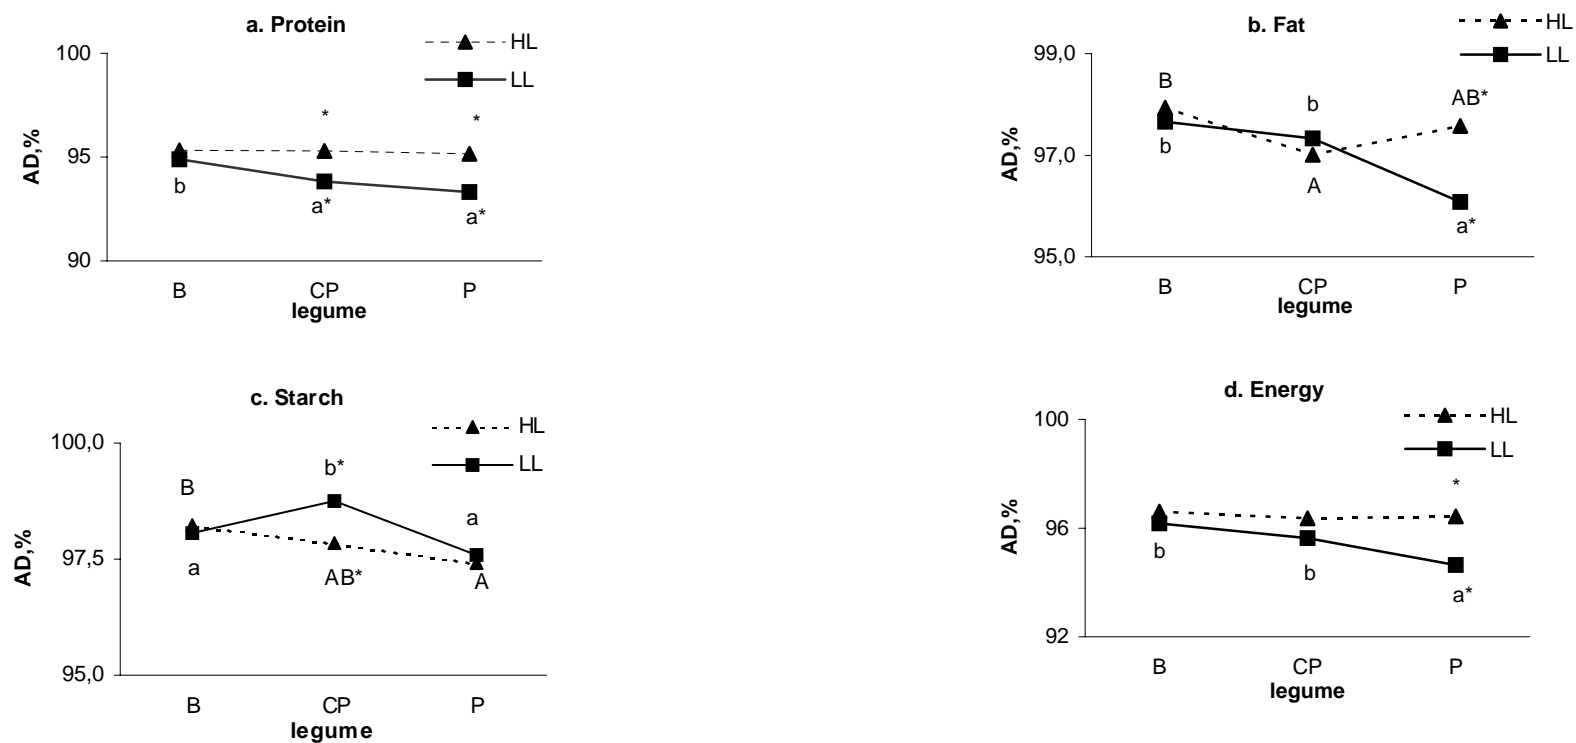 a. Protein
HL
LL
100
95
90
AD,%
*
*
b
a*
a*
B CP P
legume
b. Fat
HL
LL
99,0
97,0
95,0
AD,%
B
b
AB*
b
A
a*
B CP P
legume
c. Starch
HL
LL
100,0
97,5
95,0
AD,%
B
b*
a
a
AB*
A
B CP P
legume
d. Energy
HL
LL
100
96
92
AD,%
*
b
b
a*
B CP P
legume